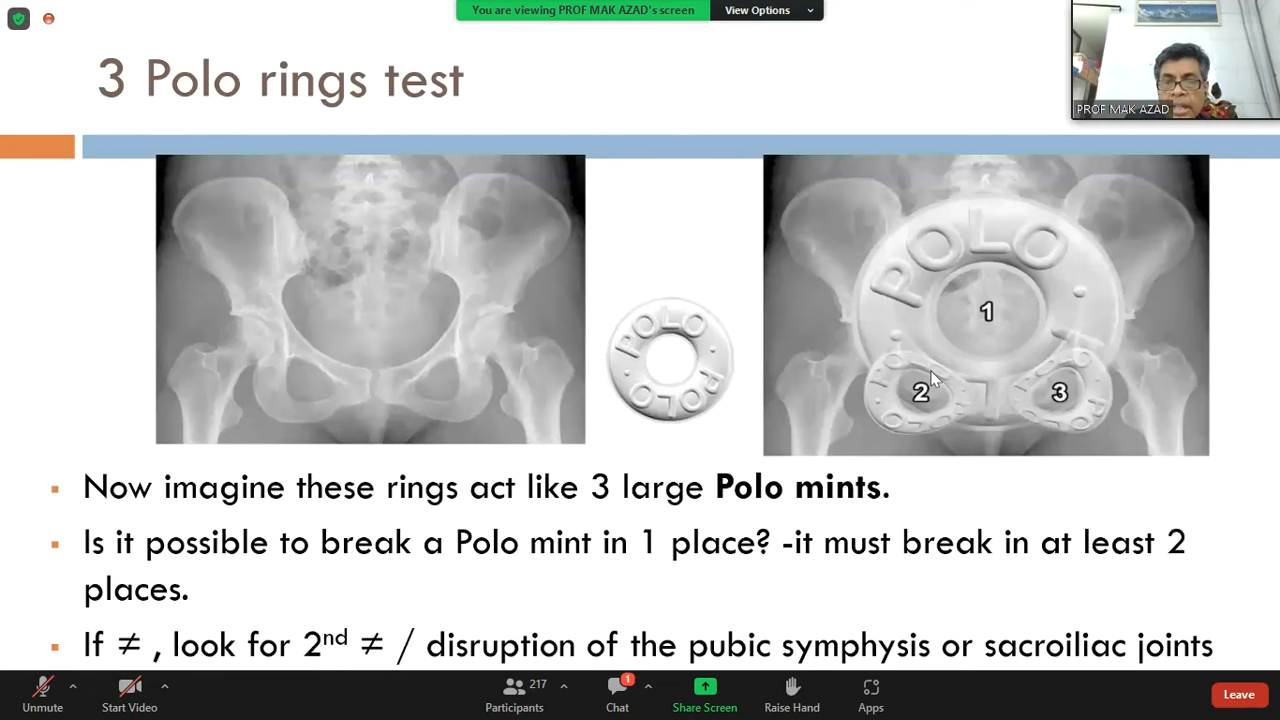 You are viewing PROF MAK AZAD's screen
View Options
PROF MAK AZAD
3 Polo rings test
POLO
POLO
POLO
1
2
3
Now imagine these rings act like 3 large Polo mints.
Is it possible to break a Polo mint in 1 place? -it must break in at least 2
places.
If ≠ , look for 2nd ≠ / disruption of the pubic symphysis or sacroiliac joints
Unmute
Start Video
217
Participants
1
Chat
Share Screen
Raise Hand
Apps
Leave